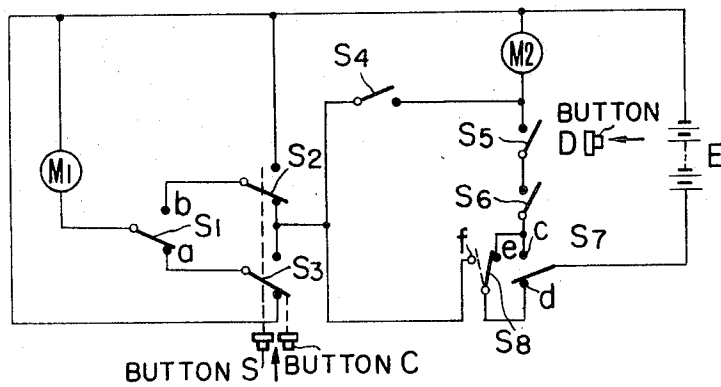 M1
M2
S4
S5
BUTTON
D
E
S2
S6
b
S1
a
S3
f
e
c
S7
d
S8
BUTTON S
BUTTON C